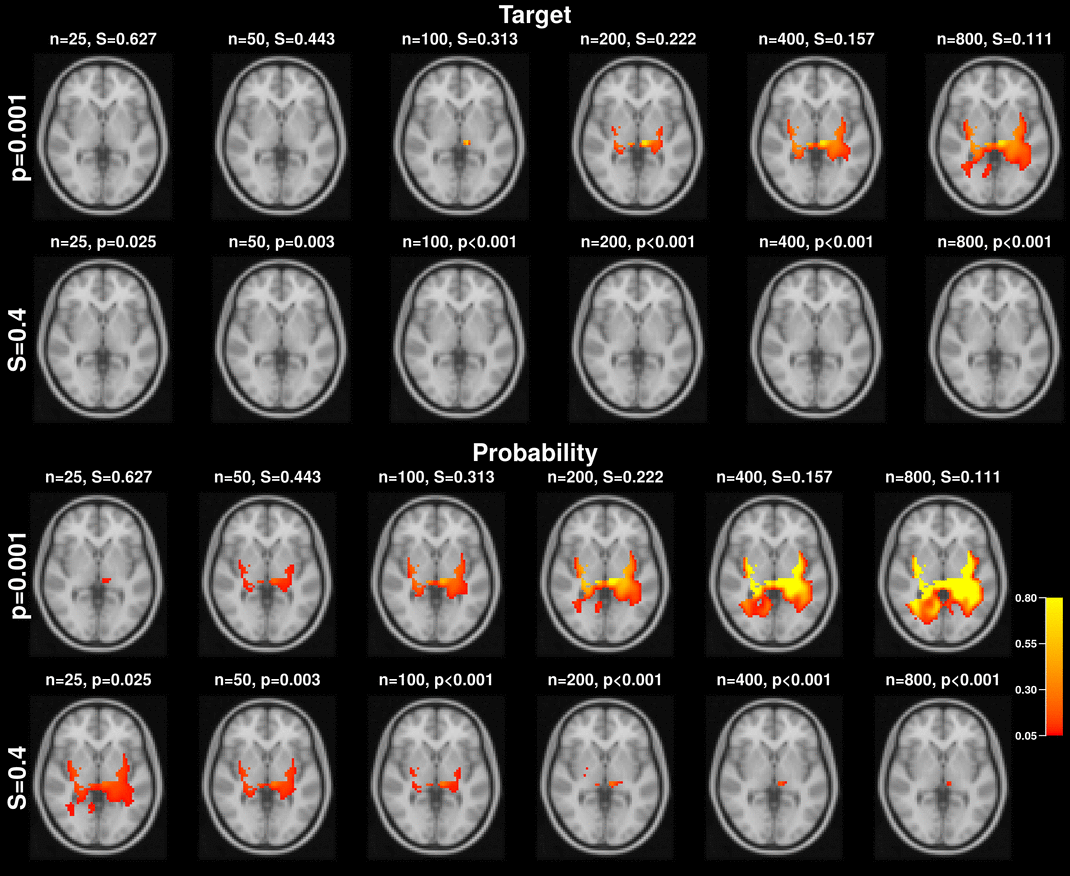 Target
n=25, S=0.627 n=50, S=0.443 n=100, S=0.313 n=200, S=0.222 n=400, S=0.157 n=800, S=0.111
p=0.001
n=25, p=0.025 n=50, p=0.003 n=100, p<0.001 n=200, p<0.001 n=400, p<0.001 n=800, p<0.001
S=0.4
Probability
n=25, S=0.627 n=50, S=0.443 n=100, S=0.313 n=200, S=0.222 n=400, S=0.157 n=800, S=0.111
p=0.001
0.80
0.55
0.30
0.05
n=25, p=0.025 n=50, p=0.003 n=100, p<0.001 n=200, p<0.001 n=400, p<0.001 n=800, p<0.001
S=0.4